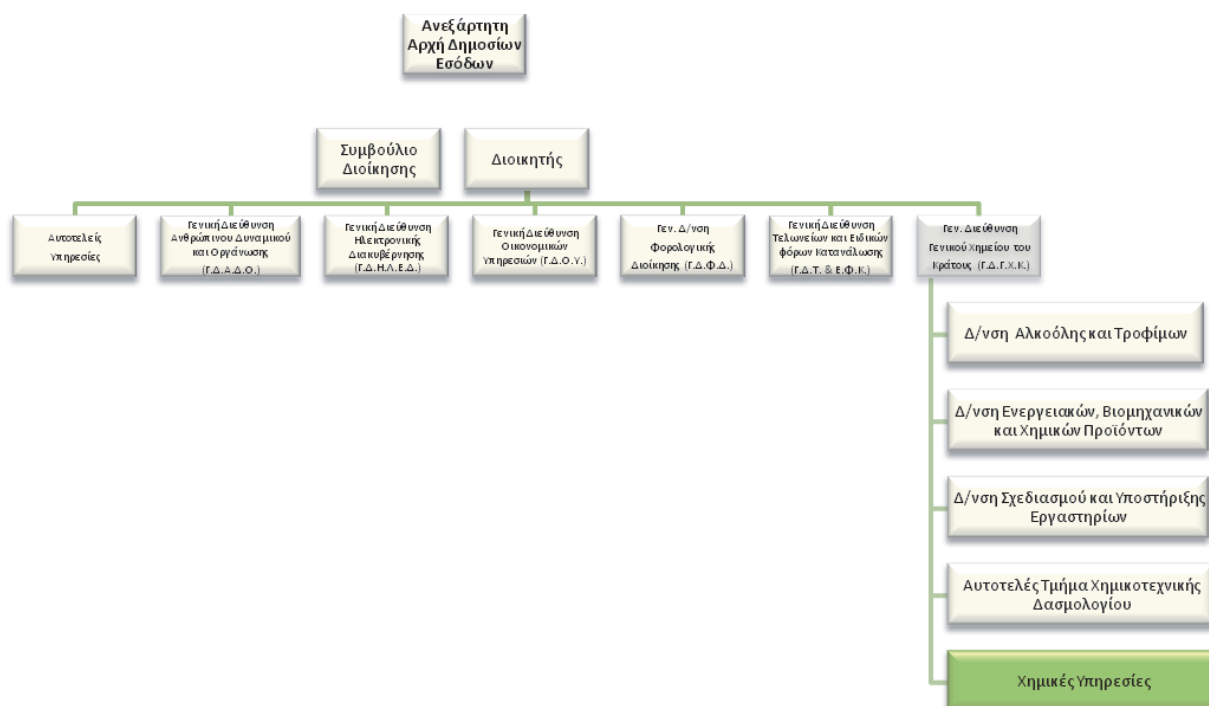 Ανεξάρτητη
Αρχή Δημοσίων
Εσόδων
Συμβούλιο
Διοίκησης
Διοικητής
Αυτοτελείς
Υπηρεσίες
Γενική Διεύθυνση
Ανθρώπινου Δυναμικού
και Οργάνωσης
(Γ.Δ.Α.Δ.Ο.)
Γενική Διεύθυνση
Ηλεκτρονικής
Διακυβέρνησης
(Γ.Δ.Η.Λ.Ε.Δ.)
Γενική Διεύθυνση
Οικονομικών
Υπηρεσιών (Γ.Δ.Ο.Υ.)
Γεν. Δ/νση
Φορολογικής
Διοίκησης (Γ.Δ.Φ.Δ.)
Γενική Διεύθυνση
Τελωνείων και Ειδικών
φόρων Κατανάλωσης
(Γ.Δ.Τ. & Ε.Φ.Κ.)
Γεν. Διεύθυνση
Γενικού Χημείου του
Κράτους (Γ.Δ.Γ.Χ.Κ.)
Δ/νση Αλκοόλης και Τροφίμων
Δ/νση Ενεργειακών, Βιομηχανικών
και Χημικών Προϊόντων
Δ/νση Σχεδιασμού και Υποστήριξης
Εργαστηρίων
Αυτοτελές Τμήμα Χημικοτεχνικής
Δασμολογίου
Χημικές Υπηρεσίες